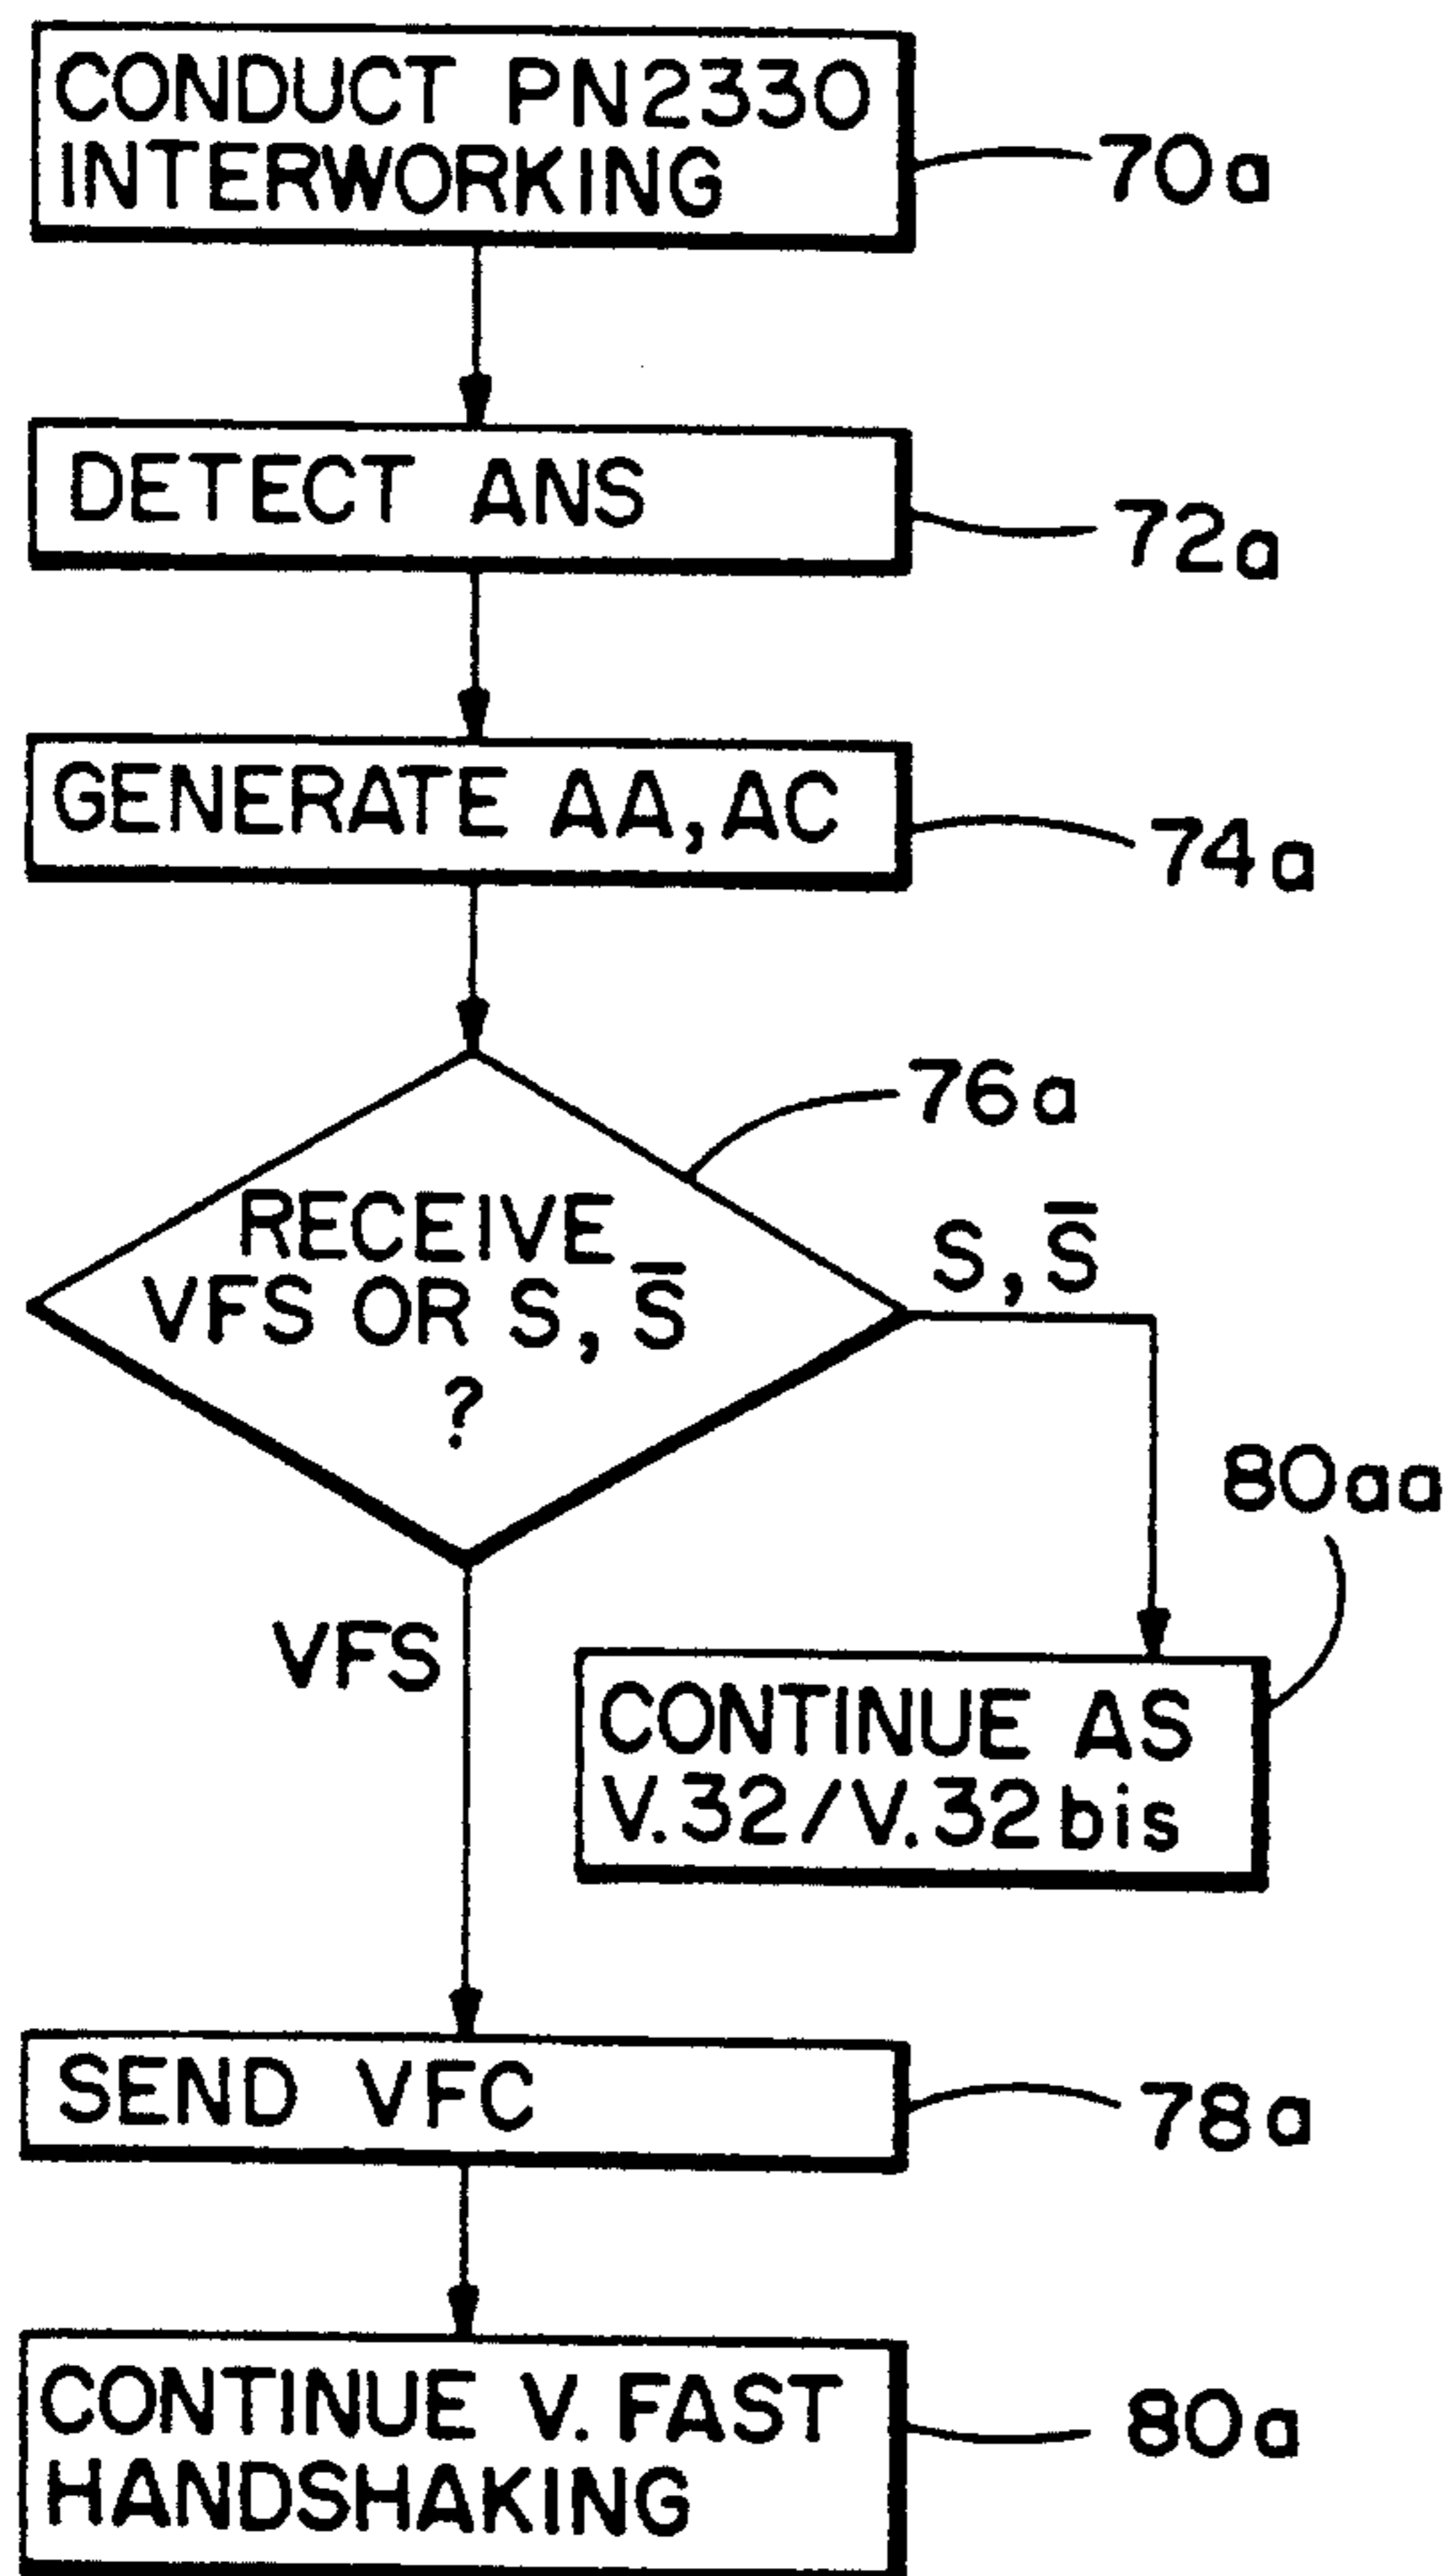 CONDUCT PN2330
INTERWORKING
70a
DETECT ANS
72a
GENERATE AA, AC
74a
76a
RECEIVE
VFS OR S, S̅
?
S, S̅
80aa
VFS
CONTINUE AS
V.32/V.32bis
SEND VFC
78a
CONTINUE V. FAST
HANDSHAKING
80a